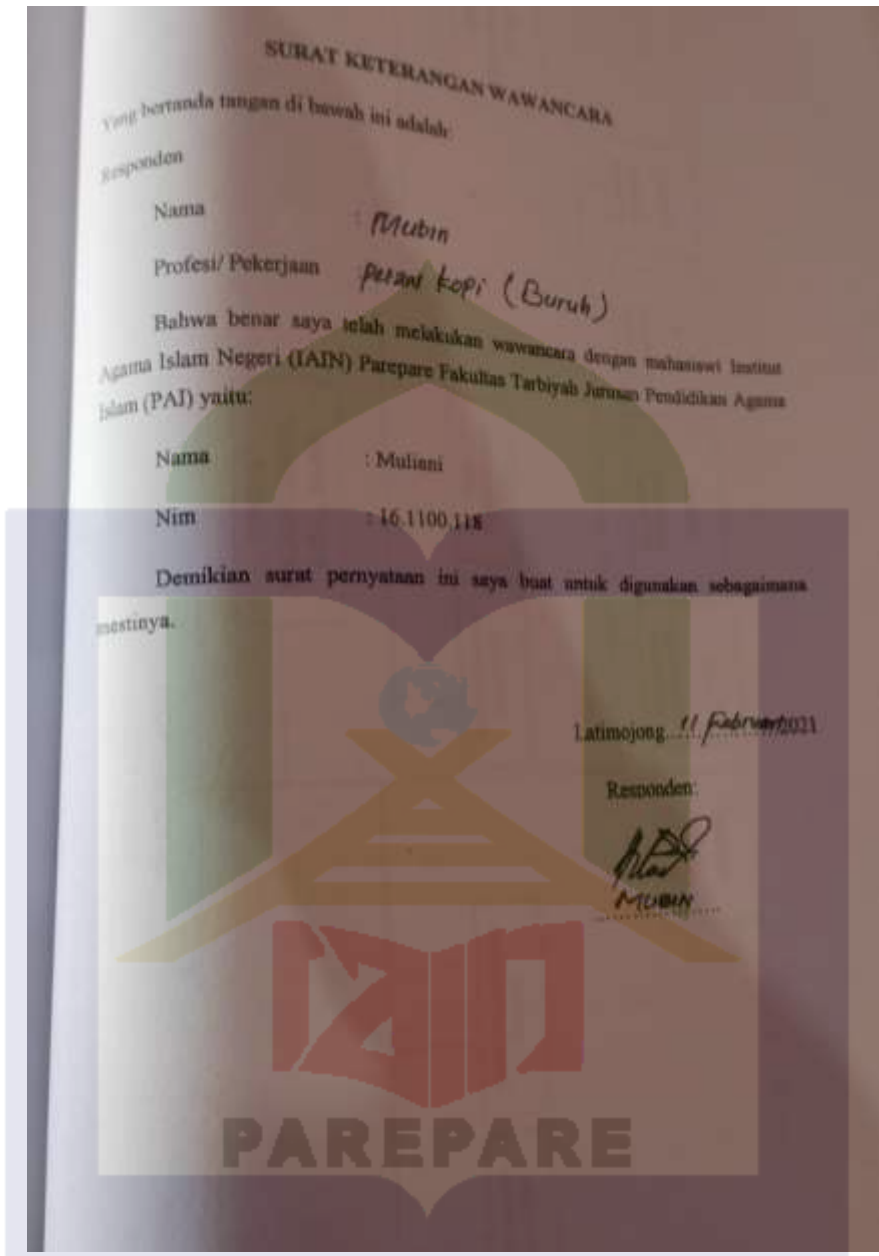 SURAT KETERANGAN WAWANCARA
Yang bertanda tangan di bawah ini adalah:
Responden
Nama : Mubin
Profesi/ Pekerjaan petani kopi (Buruh)
Bahwa benar saya telah melakukan wawancara dengan mahasiswi Institut
Agama Islam Negeri (IAIN) Parepare Fakultas Tarbiyah Jurusan Pendidikan Agama
Islam (PAI) yaitu:
Nama : Muliani
Nim : 16.1100.118
Demikian surat pernyataan ini saya buat untuk digunakan sebagaimana
mestinya.
Latimojong 11 Februari 2021
Responden:
MUBIN
iain
PAREPARE